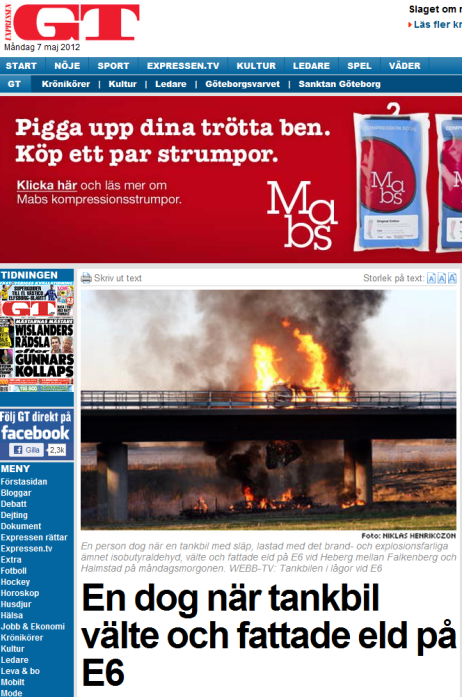 EXPRESSEN
GT
Måndag 7 maj 2012
Slaget om
Läs fler
START NÖJE SPORT EXPRESSEN.TV KULTUR LEDARE SPEL VÄDER
GT Krönikörer Kultur Ledare Göteborgsvarvet Sanktan Göteborg
Pigga upp dina trötta ben.
Köp ett par strumpor.
Klicka här och läs mer om
Mabs kompressionsstrumpor.
Mabs
Mabs
TIDNINGEN
GT
WISLANDERS
RÄDSLA
efter
GUNNARS
KOLLAPS
Följ GT direkt på
facebook
Gilla 2,3k
MENY
Förstasidan
Bloggar
Debatt
Dejting
Dokument
Expressen rättar
Expressen.tv
Extra
Fotboll
Hockey
Horoskop
Husdjur
Hälsa
Jobb & Ekonomi
Krönikörer
Kultur
Ledare
Leva & bo
Mobilt
Mode
Skriv ut text
Storlek på text: A A A
Foto: NIKLAS HENRIKCZON
En person dog när en tankbil med släp, lastad med det brand- och explosionsfarliga
ämnet isobutyraldehyd, välte och fattade eld på E6 vid Heberg mellan Falkenberg och
Halmstad på måndagsmorgonen. WEBB-TV: Tankbilen i lågor vid E6
En dog när tankbil
välte och fattade eld på
E6